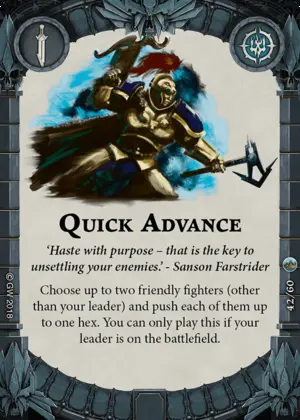 QUICK ADVANCE
‘Haste with purpose – that is the key to
unsettling your enemies.’ - Sanson Farstrider
Choose up to two friendly fighters (other
than your leader) and push each of them up
to one hex. You can only play this if your
leader is on the battlefield.
©GW 2018
42/60